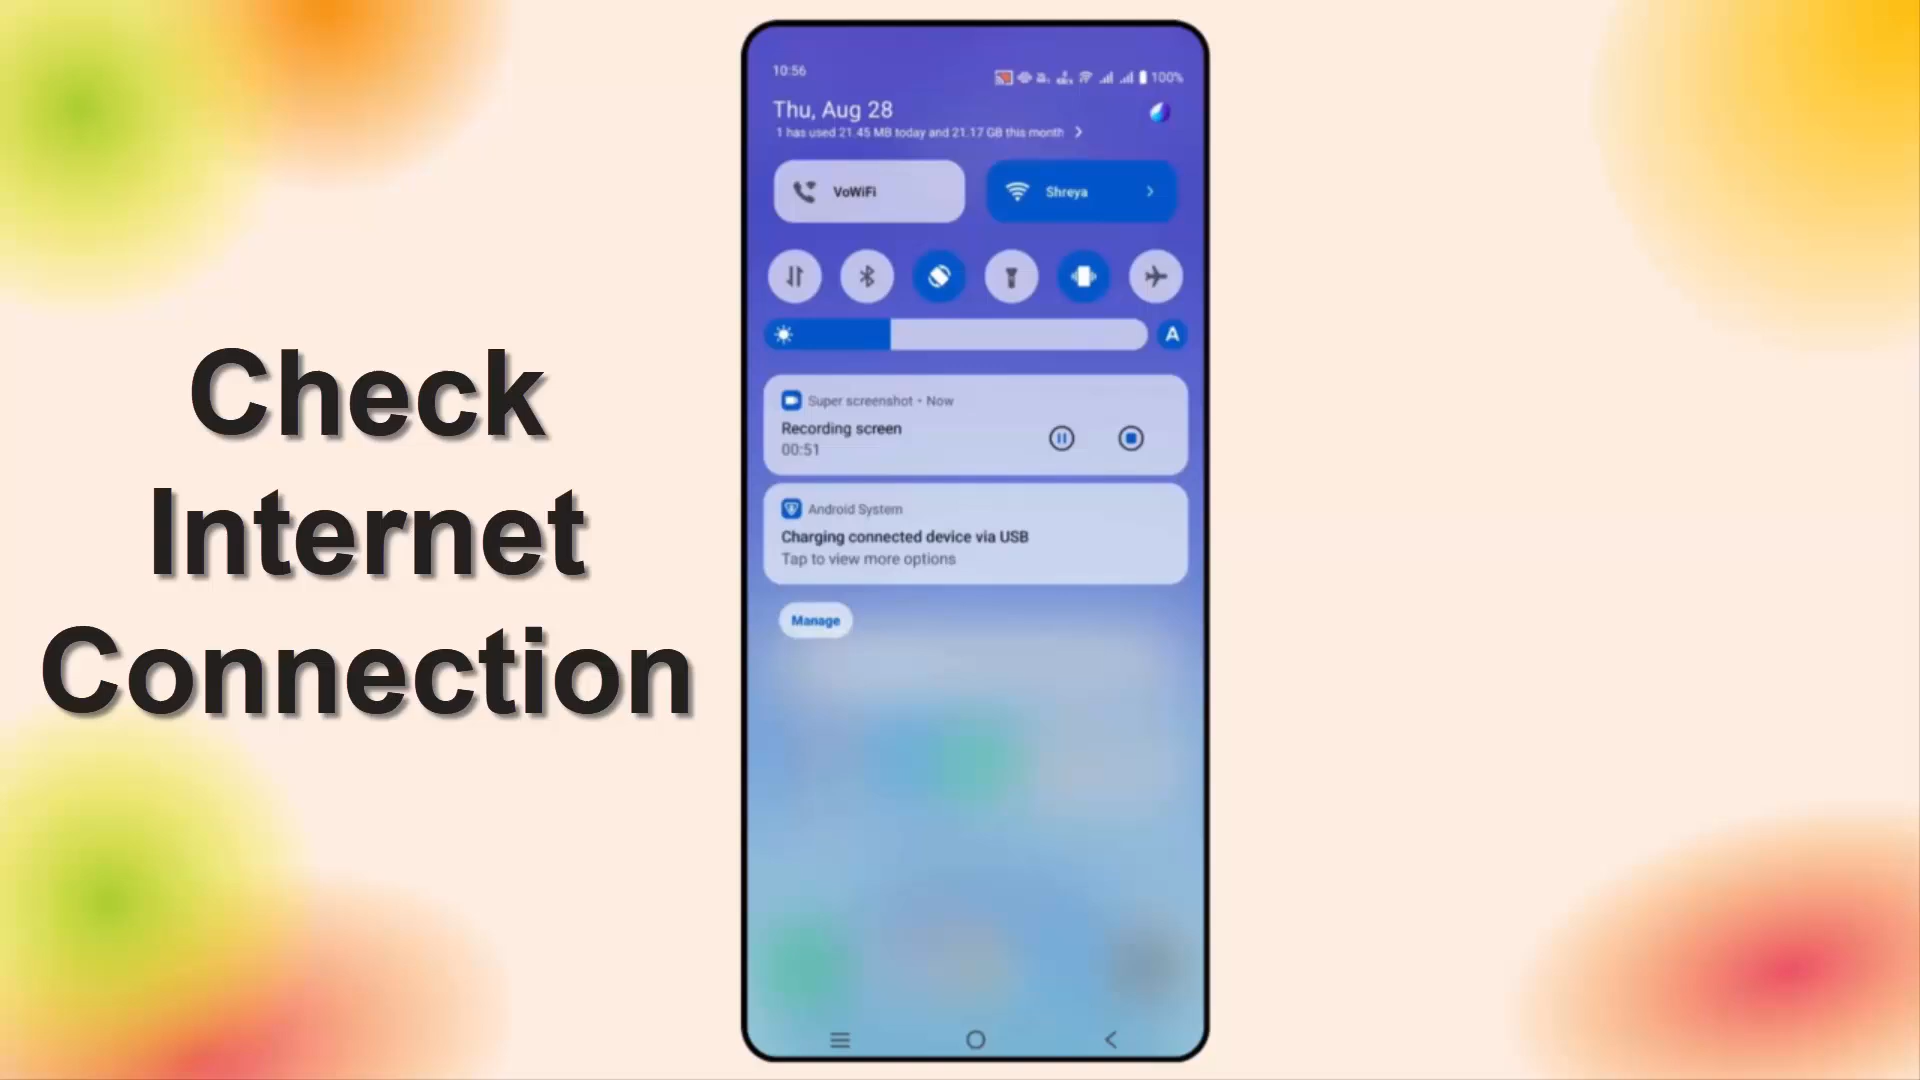 Check
Internet
Connection
10:56
100%
Thu, Aug 28
1 has used 21.45 MB today and 21.17 GB this month
VoWiFi
Shreya
A
Super screenshot • Now
Recording screen
00:51
Android System
Charging connected device via USB
Tap to view more options
Manage